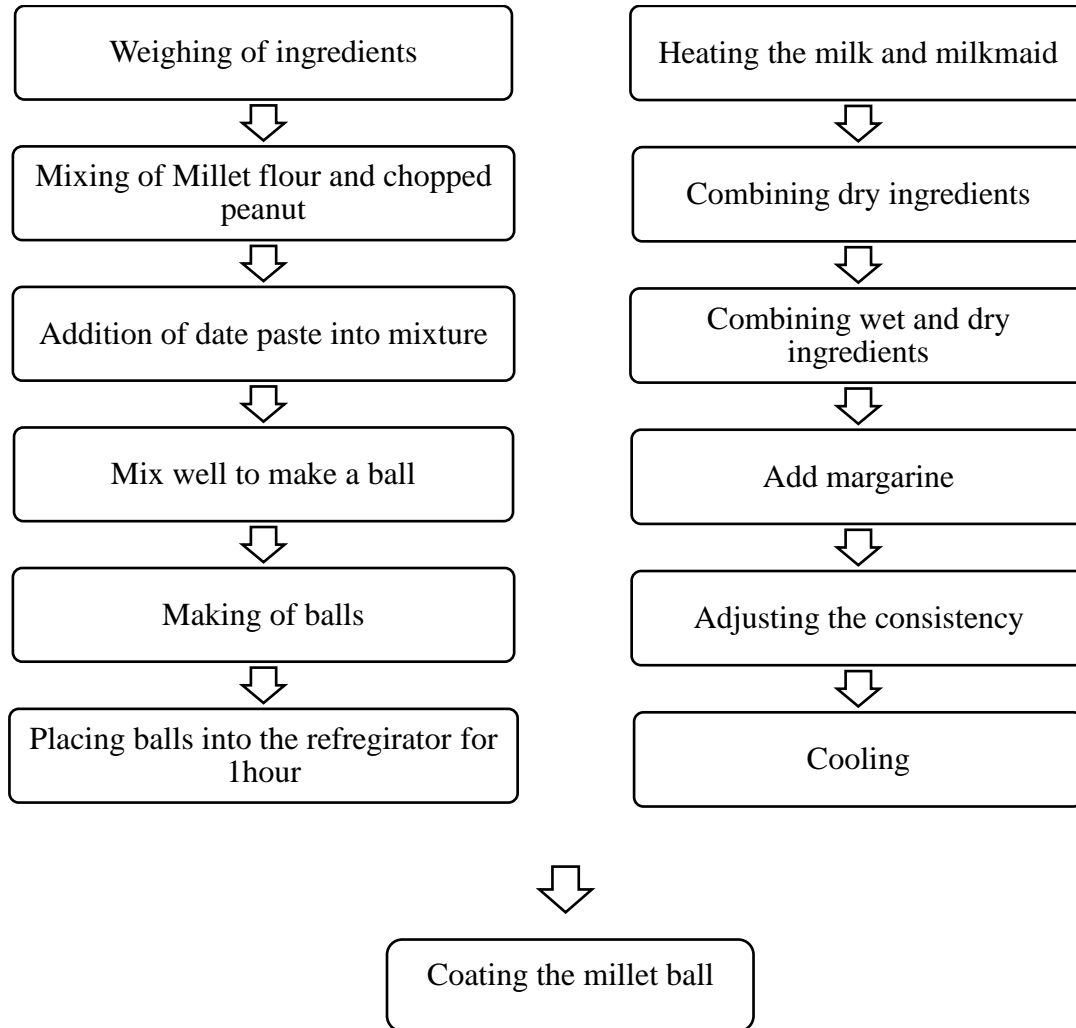 Weighing of ingredients
Mixing of Millet flour and chopped
peanut
Addition of date paste into mixture
Mix well to make a ball
Making of balls
Placing balls into the refregirator for
1hour
Heating the milk and milkmaid
Combining dry ingredients
Combining wet and dry
ingredients
Add margarine
Adjusting the consistency
Cooling
Coating the millet ball